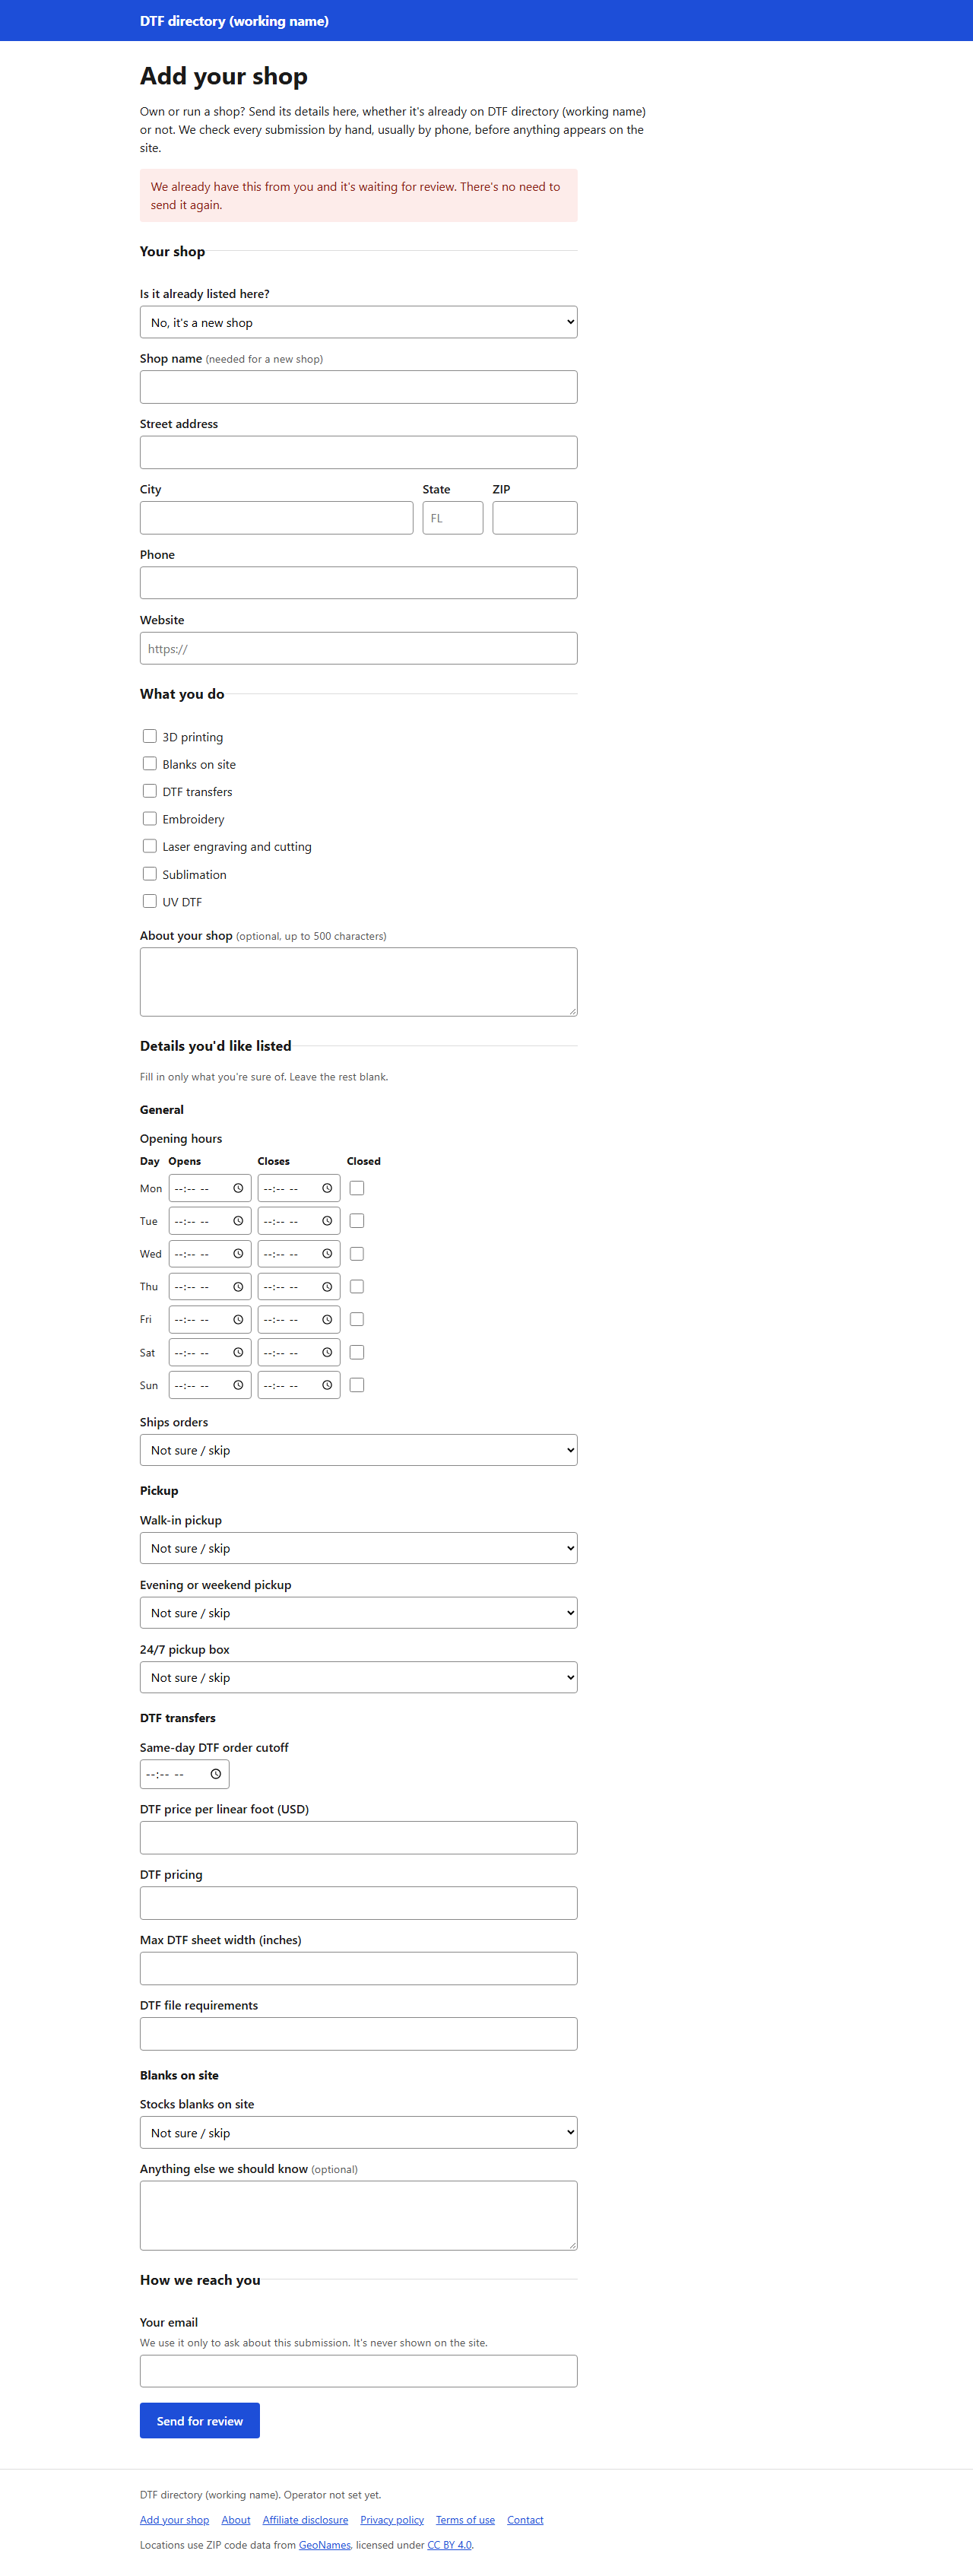 DTF directory (working name)
Add your shop
Own or run a shop? Send its details here, whether it's already on DTF directory (working name)
or not. We check every submission by hand, usually by phone, before anything appears on the
site.
We already have this from you and it's waiting for review. There's no need to
send it again.
Your shop
Is it already listed here?
No, it's a new shop
Shop name (needed for a new shop)
Street address
City State ZIP
FL
Phone
Website
https://
What you do
3D printing
Blanks on site
DTF transfers
Embroidery
Laser engraving and cutting
Sublimation
UV DTF
About your shop (optional, up to 500 characters)
Details you'd like listed
Fill in only what you're sure of. Leave the rest blank.
General
Opening hours
Day Opens Closes Closed
Mon --:-- -- --:-- --
Tue --:-- -- --:-- --
Wed --:-- -- --:-- --
Thu --:-- -- --:-- --
Fri --:-- -- --:-- --
Sat --:-- -- --:-- --
Sun --:-- -- --:-- --
Ships orders
Not sure / skip
Pickup
Walk-in pickup
Not sure / skip
Evening or weekend pickup
Not sure / skip
24/7 pickup box
Not sure / skip
DTF transfers
Same-day DTF order cutoff
--:-- --
DTF price per linear foot (USD)
DTF pricing
Max DTF sheet width (inches)
DTF file requirements
Blanks on site
Stocks blanks on site
Not sure / skip
Anything else we should know (optional)
How we reach you
Your email
We use it only to ask about this submission. It's never shown on the site.
Send for review
DTF directory (working name). Operator not set yet.
Add your shop About Affiliate disclosure Privacy policy Terms of use Contact
Locations use ZIP code data from GeoNames, licensed under CC BY 4.0.